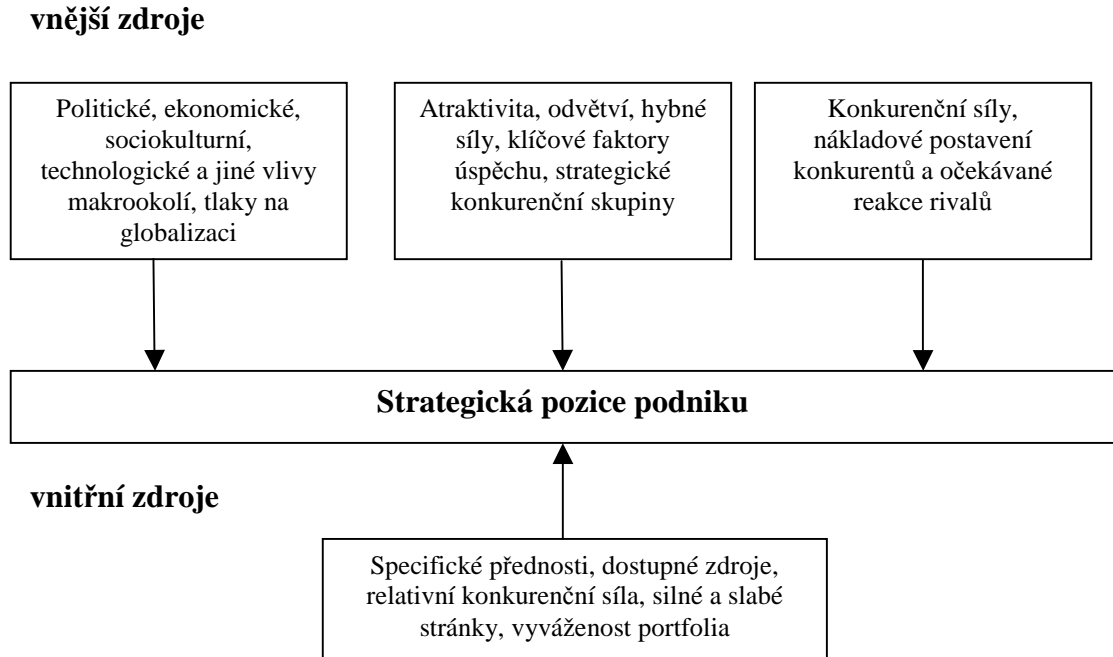 vnější zdroje
Politické, ekonomické,
sociokulturní,
technologické a jiné vlivy
makrookolí, tlaky na
globalizaci
Atraktivita, odvětví, hybné
síly, klíčové faktory
úspěchu, strategické
konkurenční skupiny
Konkurenční síly,
nákladové postavení
konkurentů a očekávané
reakce rivalů
Strategická pozice podniku
vnitřní zdroje
Specifické přednosti, dostupné zdroje,
relativní konkurenční síla, silné a slabé
stránky, vyváženost portfolia